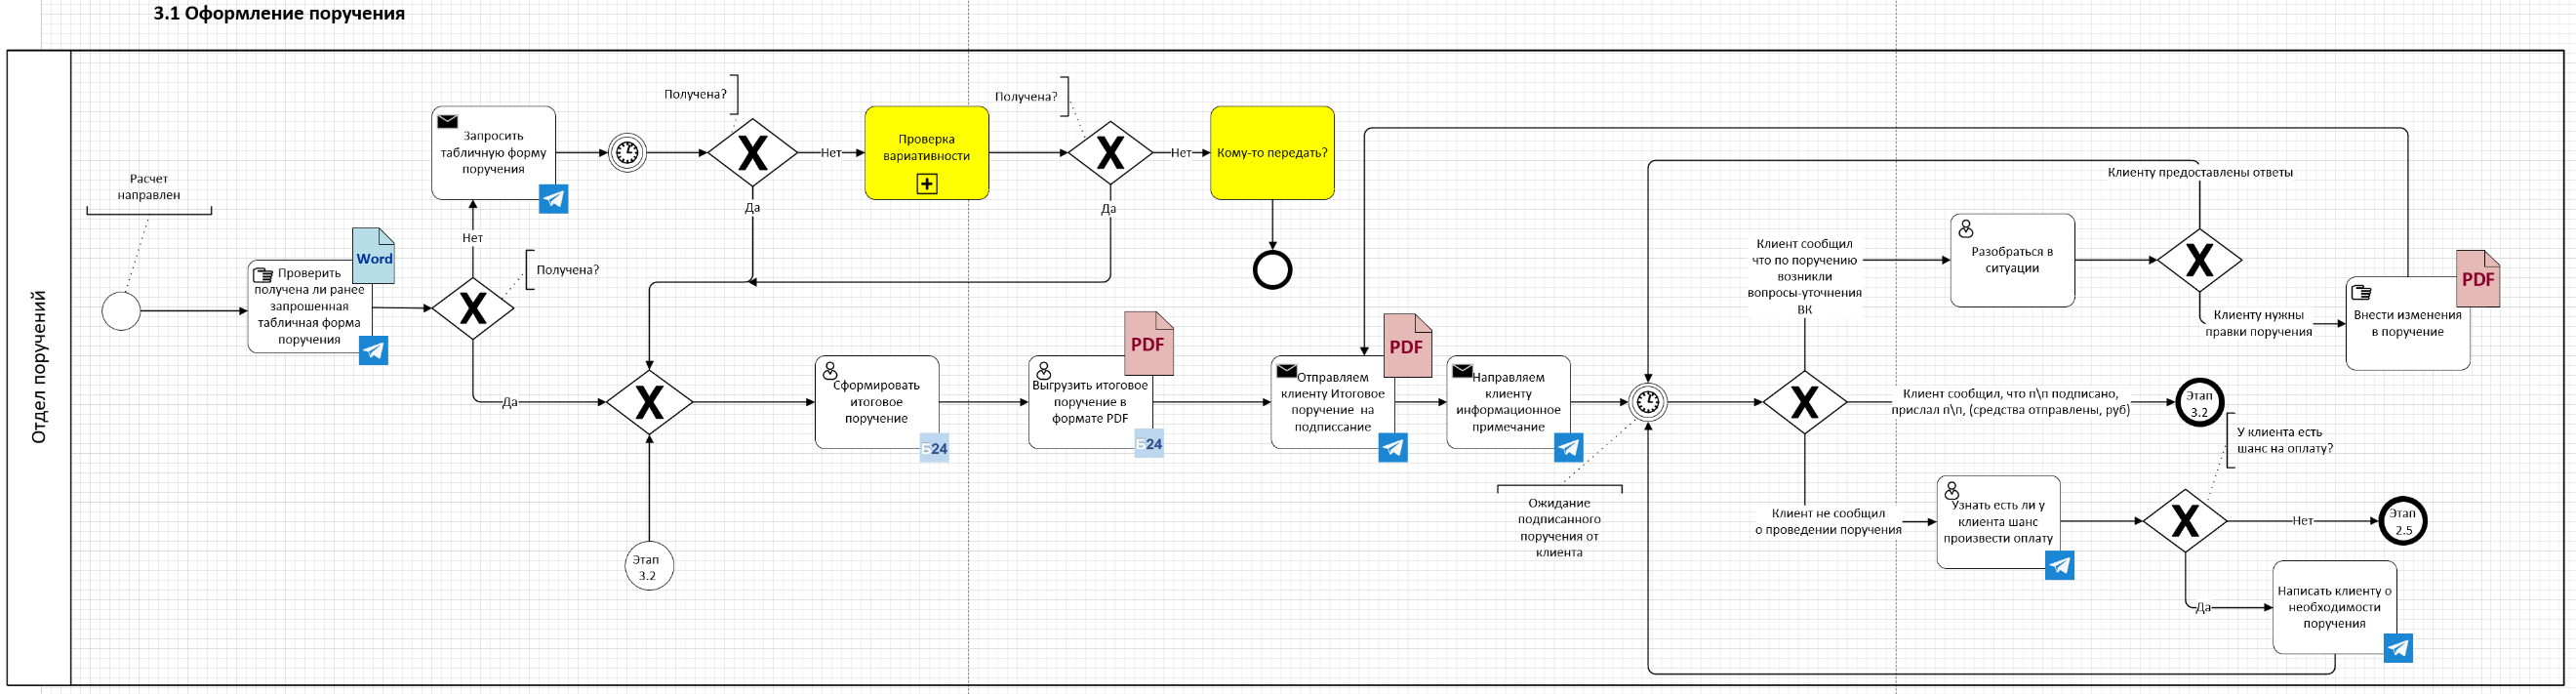 3.1 Оформление поручения
Отдел поручений
Расчет
направлен
Word
Проверить
получена ли ранее
запрошенная
табличная форма
поручения
Получена?
Нет
Да
Запросить
табличную форму
поручения
Получена?
Нет
Да
Проверка
вариативности
Получена?
Нет
Да
Кому-то передать?
Этап
3.2
Сформировать
итоговое
поручение
Б24
PDF
Выгрузить итоговое
поручение в
формате PDF
Б24
PDF
Отправляем
клиенту Итоговое
поручение на
подписсание
Направляем
клиенту
информационное
примечание
Ожидание
подписанного
поручения от
клиента
Клиент сообщил
что по поручению
возникли
вопросы-уточнения
ВК
Разобраться в
ситуации
Клиенту предоставлены ответы
Клиенту нужны
правки поручения
PDF
Внести изменения
в поручение
Клиент сообщил, что п\п подписано,
прислал п\п, (средства отправлены, руб)
Этап
3.2
Клиент не сообщил
о проведении поручения
Узнать есть ли у
клиента шанс
произвести оплату
У клиента есть
шанс на оплату?
Нет
Этап
2.5
Да
Написать клиенту о
необходимости
поручения